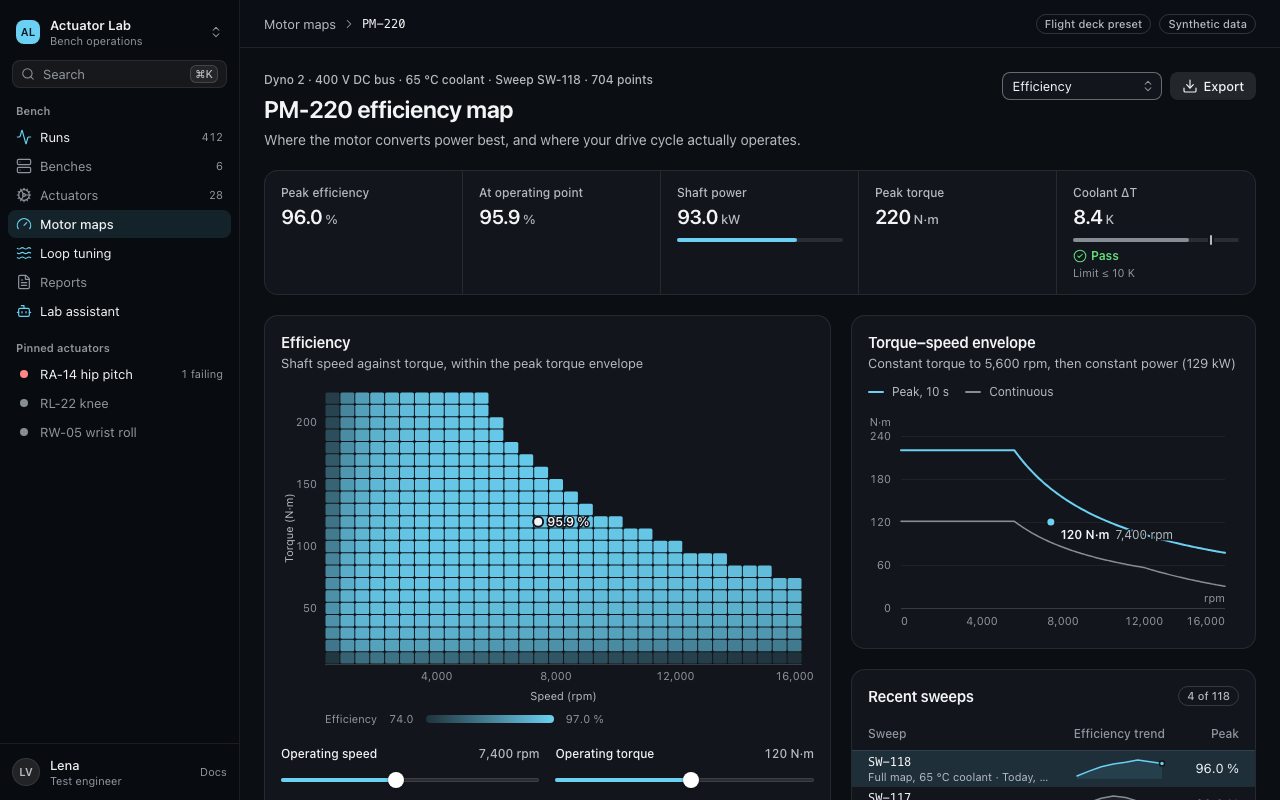 AL
Actuator Lab
Bench operations
Search
⌘K
Bench
Runs 412
Benches 6
Actuators 28
Motor maps
Loop tuning
Reports
Lab assistant
Pinned actuators
RA-14 hip pitch 1 failing
RL-22 knee
RW-05 wrist roll
LV
Lena
Test engineer
Docs
Motor maps > PM-220
Flight deck preset
Synthetic data
Dyno 2 · 400 V DC bus · 65 °C coolant · Sweep SW-118 · 704 points
PM-220 efficiency map
Where the motor converts power best, and where your drive cycle actually operates.
Efficiency
Export
Peak efficiency
96.0 %
At operating point
95.9 %
Shaft power
93.0 kW
Peak torque
220 N·m
Coolant ΔT
8.4 K
Pass
Limit ≤ 10 K
Efficiency
Shaft speed against torque, within the peak torque envelope
200
150
100
50
Torque (N·m)
95.9 %
4,000 8,000 12,000 16,000
Speed (rpm)
Efficiency 74.0 97.0 %
Operating speed 7,400 rpm
Operating torque 120 N·m
Torque–speed envelope
Constant torque to 5,600 rpm, then constant power (129 kW)
Peak, 10 s
Continuous
N·m
240
180
120
60
0
120 N·m 7,400 rpm
rpm
0 4,000 8,000 12,000 16,000
Recent sweeps
4 of 118
Sweep Efficiency trend Peak
SW-118
Full map, 65 °C coolant · Today, …
96.0 %
SW-117